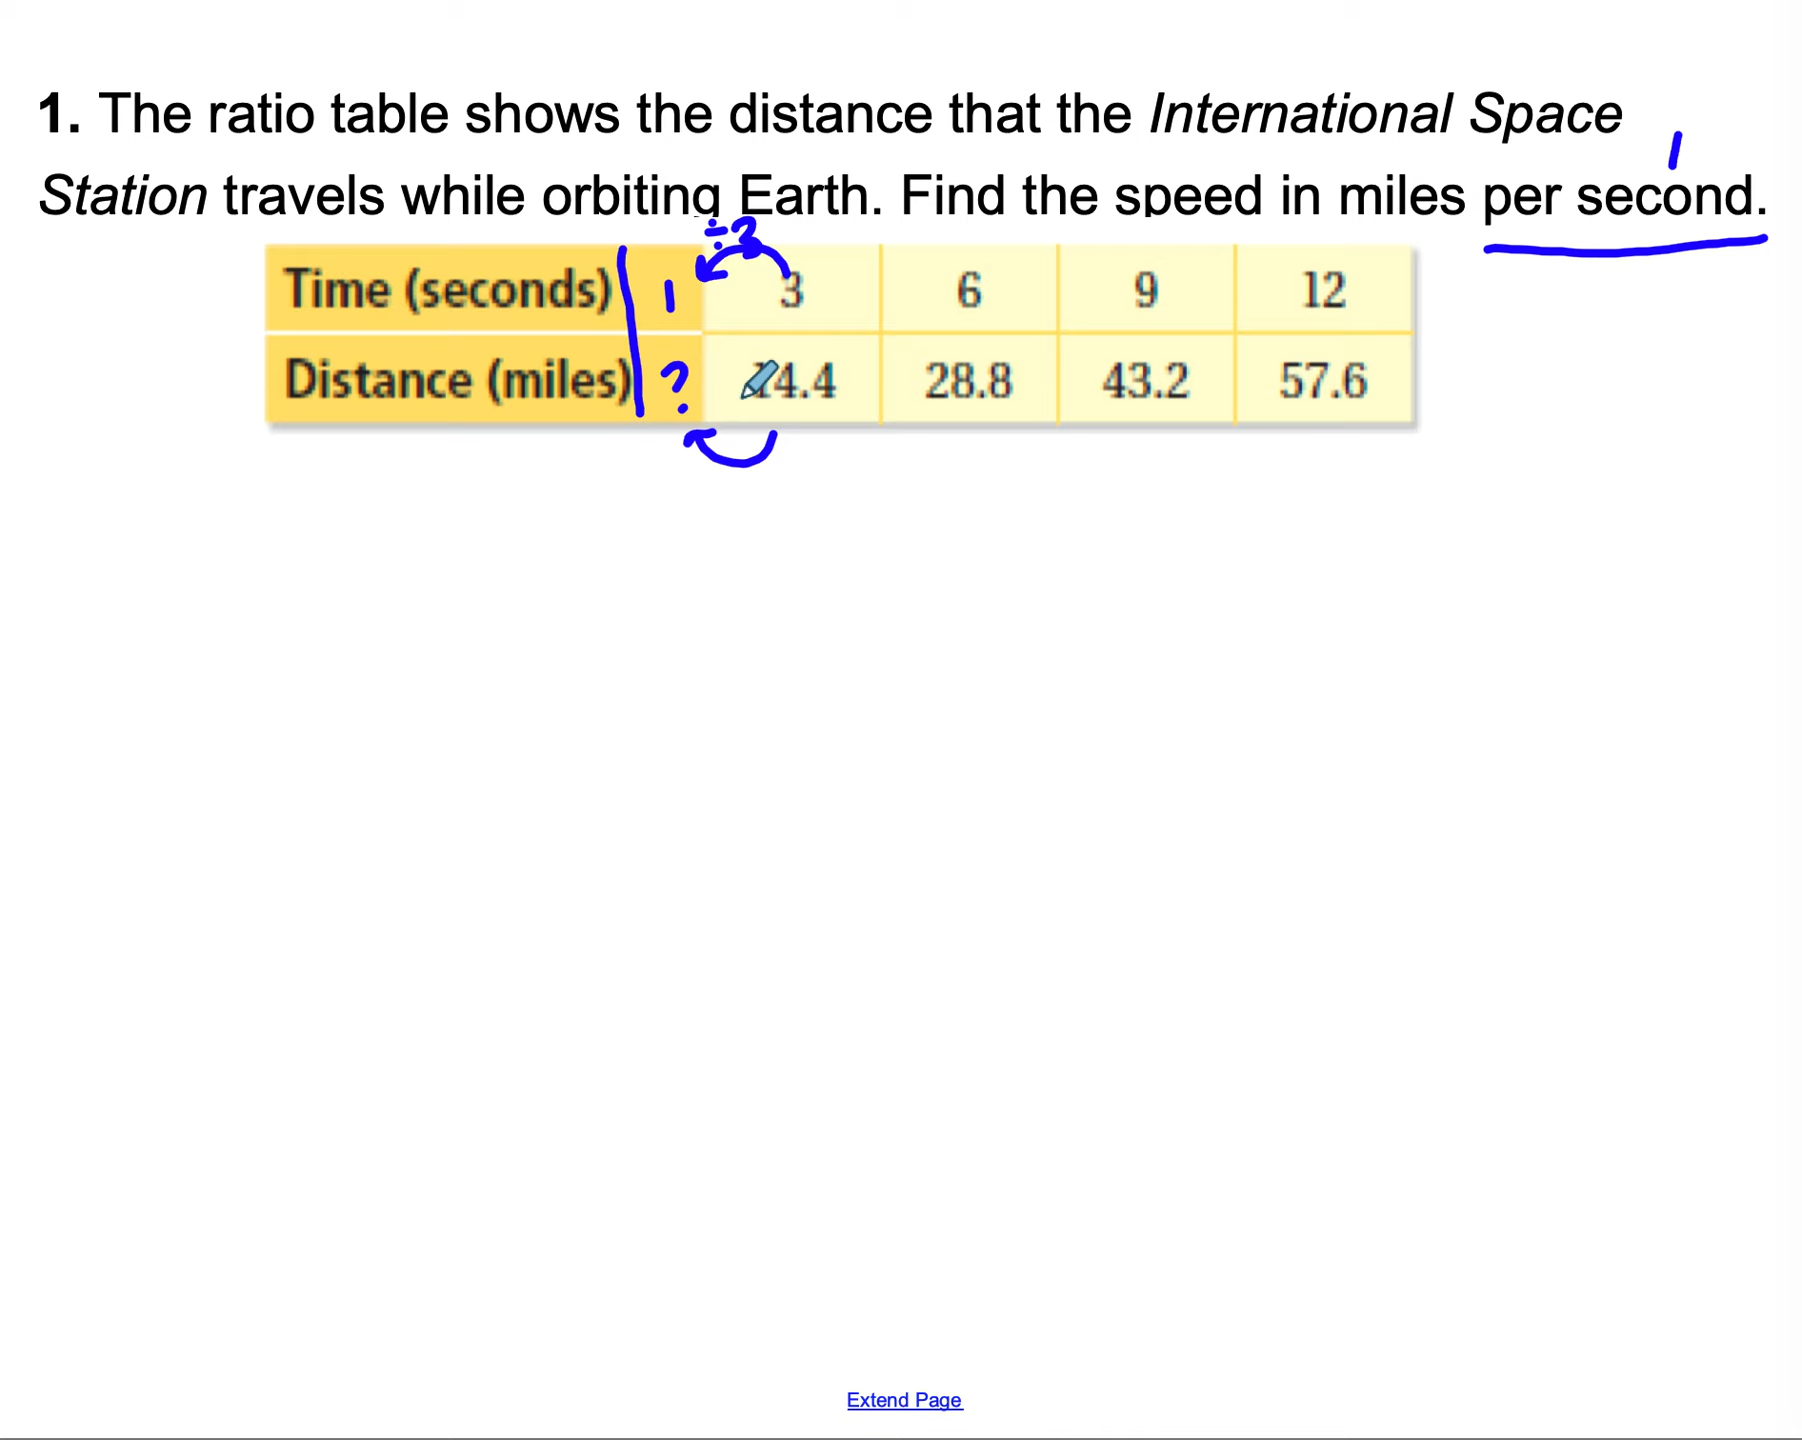 1. The ratio table shows the distance that the International Space
1
Station travels while orbiting Earth. Find the speed in miles per second.
÷3
Time (seconds) 1 3 6 9 12
Distance (miles) ? 14.4 28.8 43.2 57.6
Extend Page